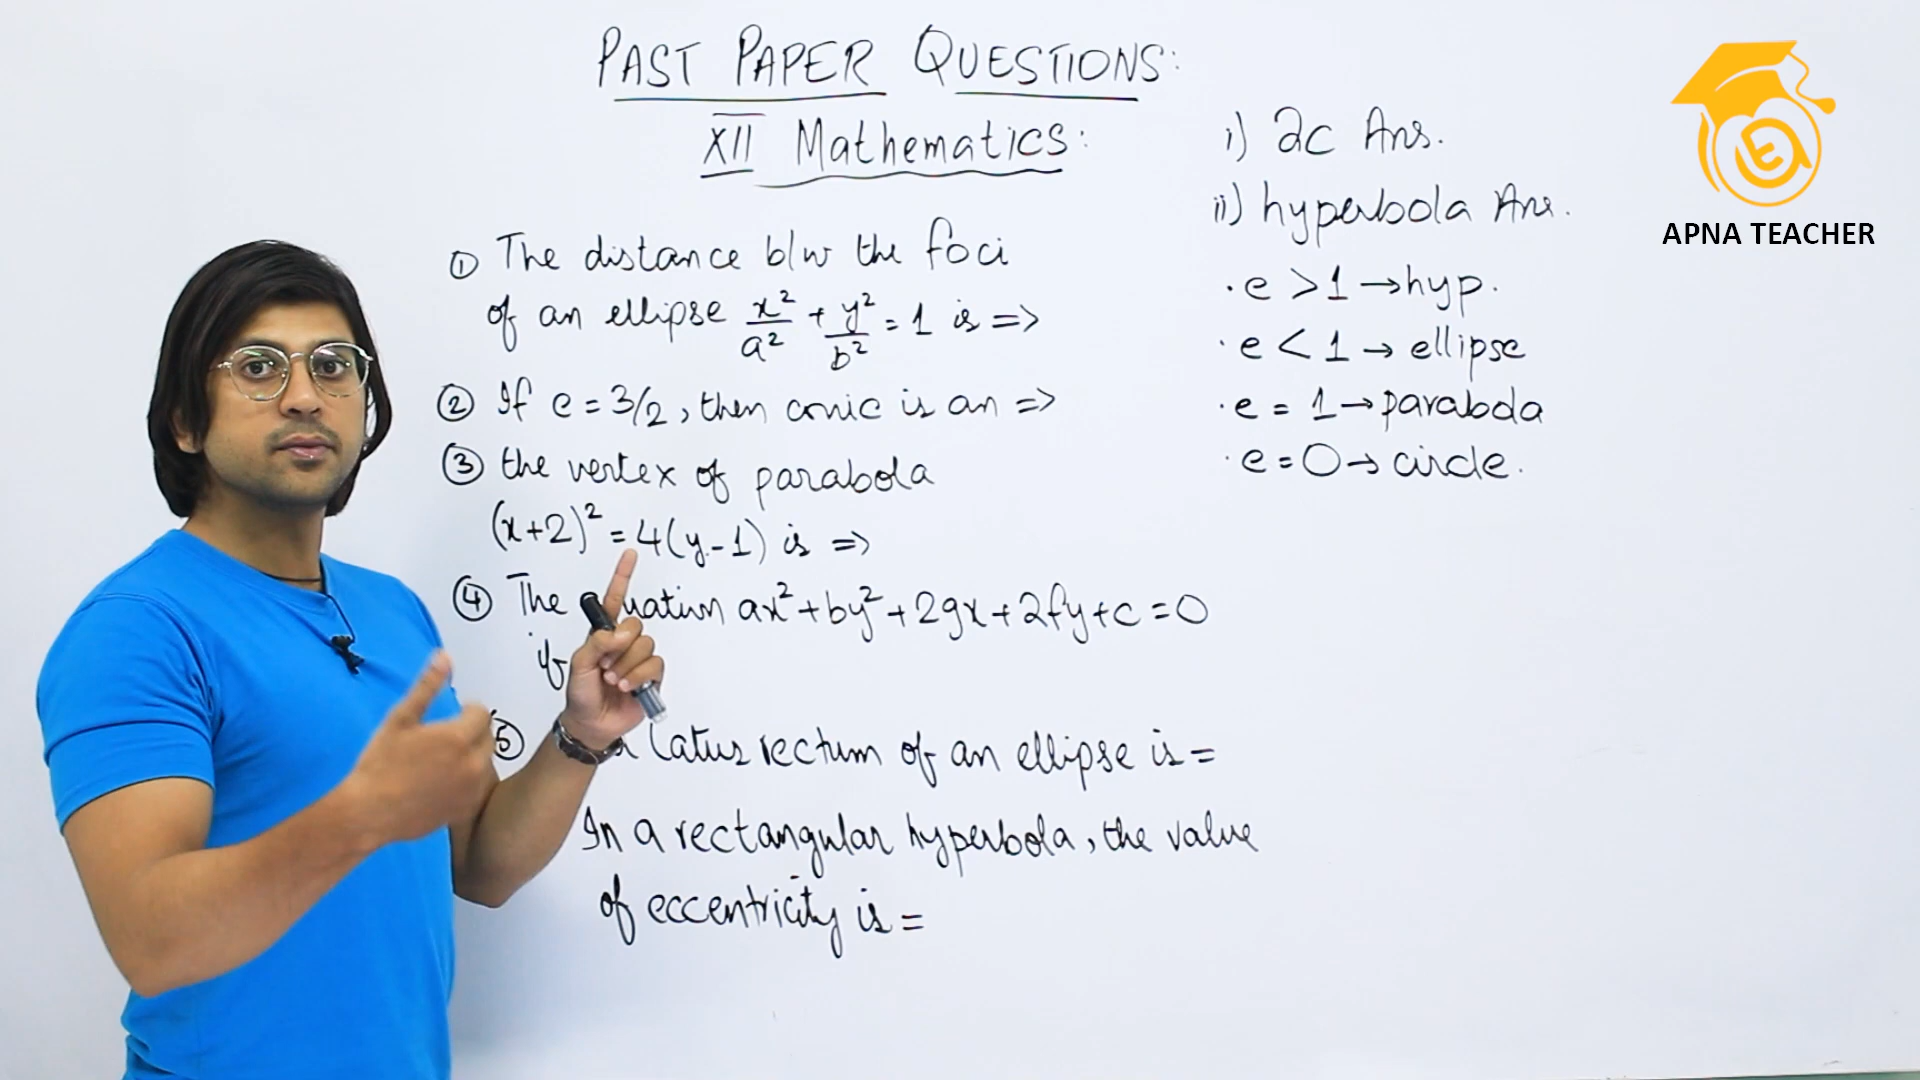 PAST PAPER QUESTIONS:
XII Mathematics:
① The distance b/w the foci
of an ellipse x²/a² + y²/b² = 1 is =>
② If e = 3/2, then conic is an =>
③ the vertex of parabola
(x+2)² = 4(y-1) is =>
④ The uation ax² + by² + 2gx + 2fy + c = 0
if
⑤ Latus rectum of an ellipse is =
In a rectangular hyperbola, the value
of eccentricity is =
i) 2c Ans.
ii) hyperbola Ans.
· e > 1 → hyp.
· e < 1 → ellipse
· e = 1 → parabola
· e = 0 → circle.
APNA TEACHER